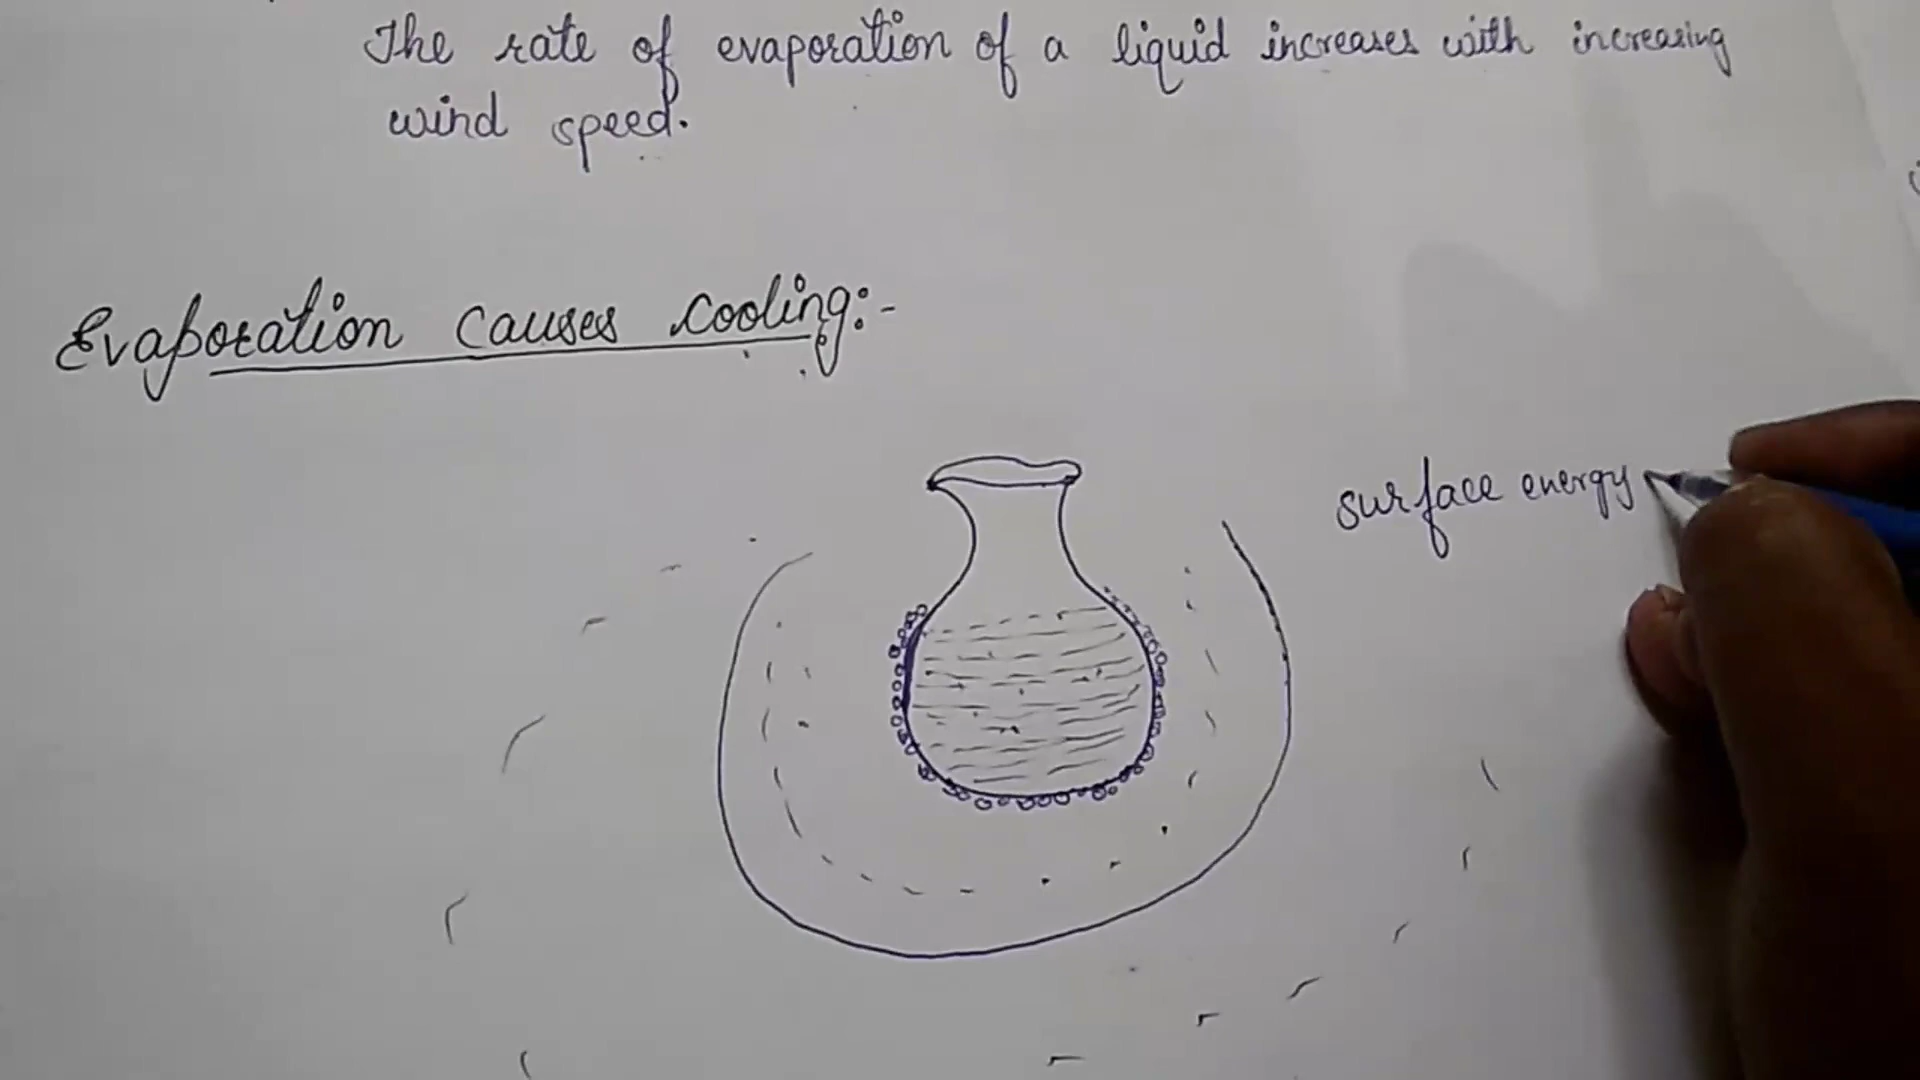 The rate of evaporation of a liquid increases with increasing
wind speed.
Evaporation causes cooling:-
surface energy